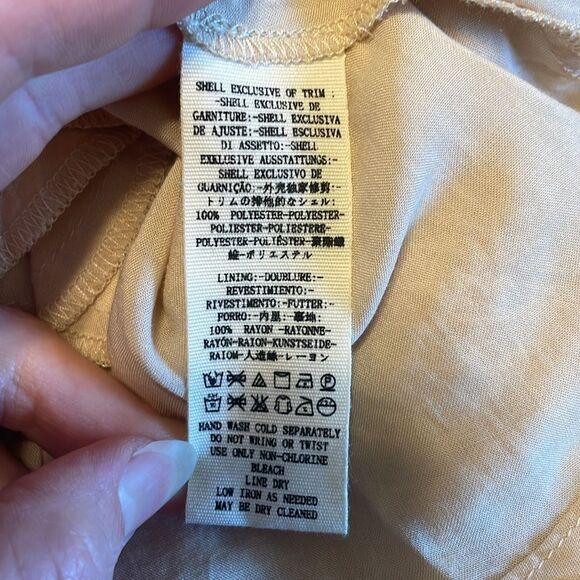 SHELL EXCLUSIVE OF TRIM :
-SHELL EXCLUSIVE DE
GARNITURE:-SHELL EXCLUSIVA
DE AJUSTE:-SHELL ESCLUSIVA
DI ASSETTO:-SHELL
EXKLUSIVE AUSSTATTUNGS:-
SHELL EXCLUSIVO DE
GUARNIÇÃO:-外壳独家修剪:-
トリムの排他的なシェル:
100% POLYESTER-POLYESTER-
POLIESTER-POLIESTERE-
POLYESTER-POLIÉSTER-聚脂纖
維-ポリエステル
LINING:-DOUBLURE:-
REVESTIMIENTO:-
RIVESTIMENTO:-FUTTER:-
FORRO:-内里:-裏地:
100% RAYON -RAYONNE-
RAYÓN-RAION-KUNSTSEIDE-
RAIOM-人造絲-レーヨン
HAND WASH COLD SEPARATELY
DO NOT WRING OR TWIST
USE ONLY NON-CHLORINE
BLEACH
LINE DRY
LOW IRON AS NEEDED
MAY BE DRY CLEANED